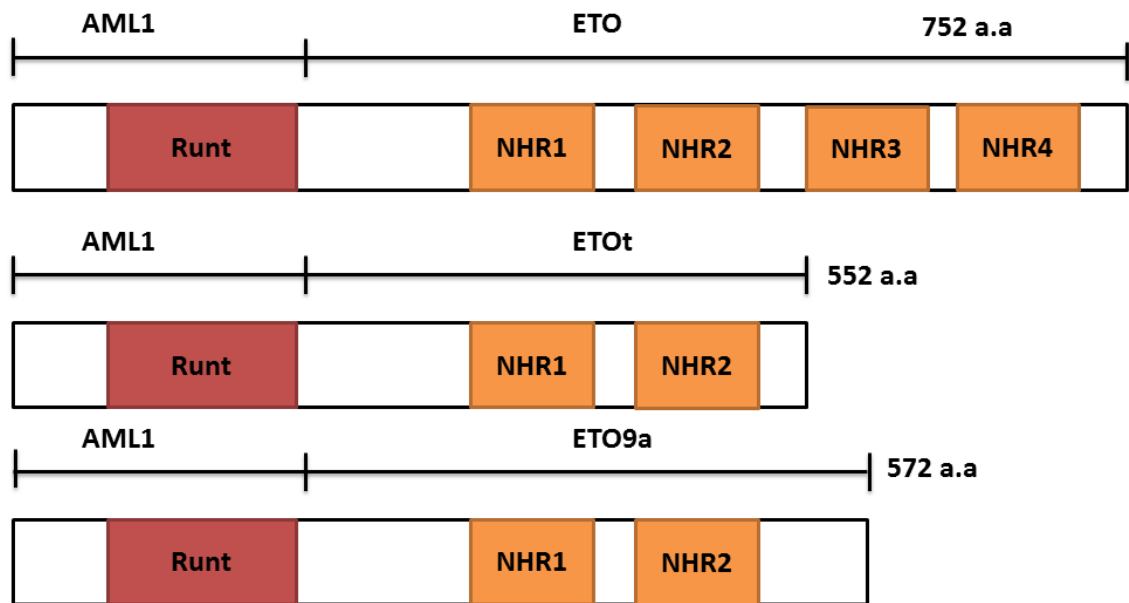 AML1 ETO 752 a.a
Runt NHR1 NHR2 NHR3 NHR4
AML1 ETOt 552 a.a
Runt NHR1 NHR2
AML1 ETO9a 572 a.a
Runt NHR1 NHR2